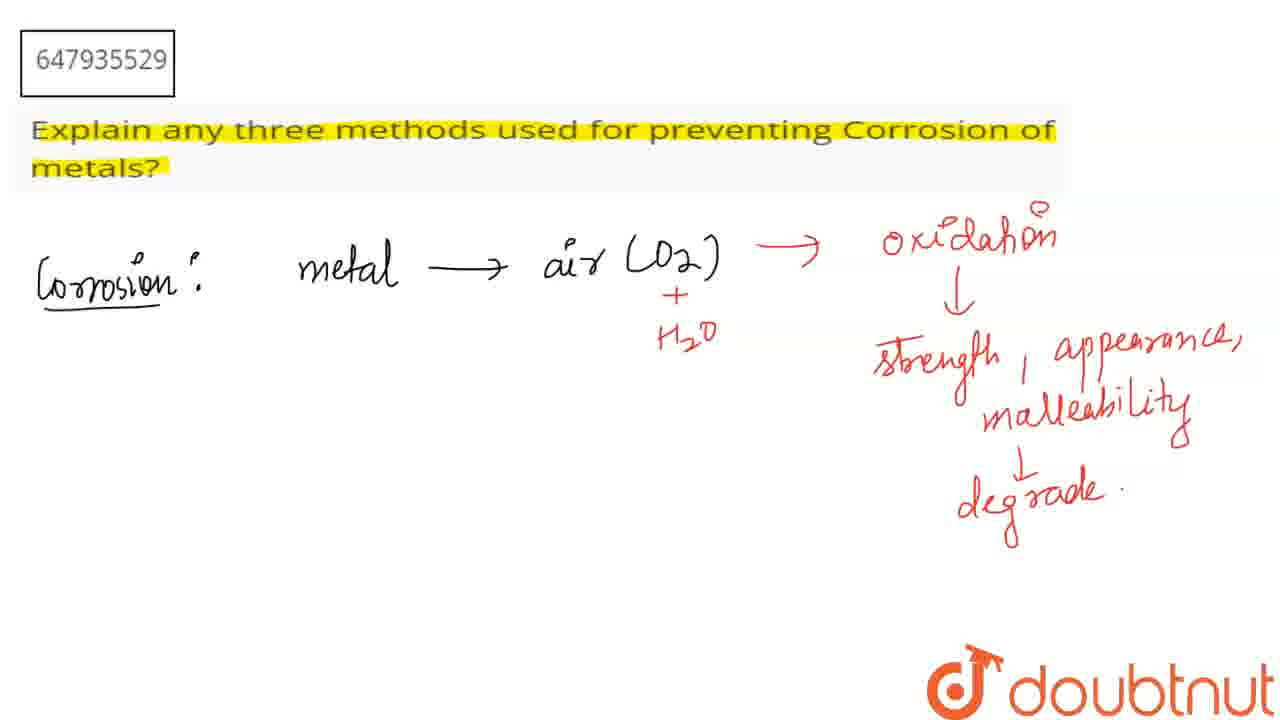 647935529
Explain any three methods used for preventing Corrosion of
metals?
Corrosion : metal → air (O2) → oxidation
+
H2O
↓
strength, appearance,
malleability
↓
degrade.
doubtnut